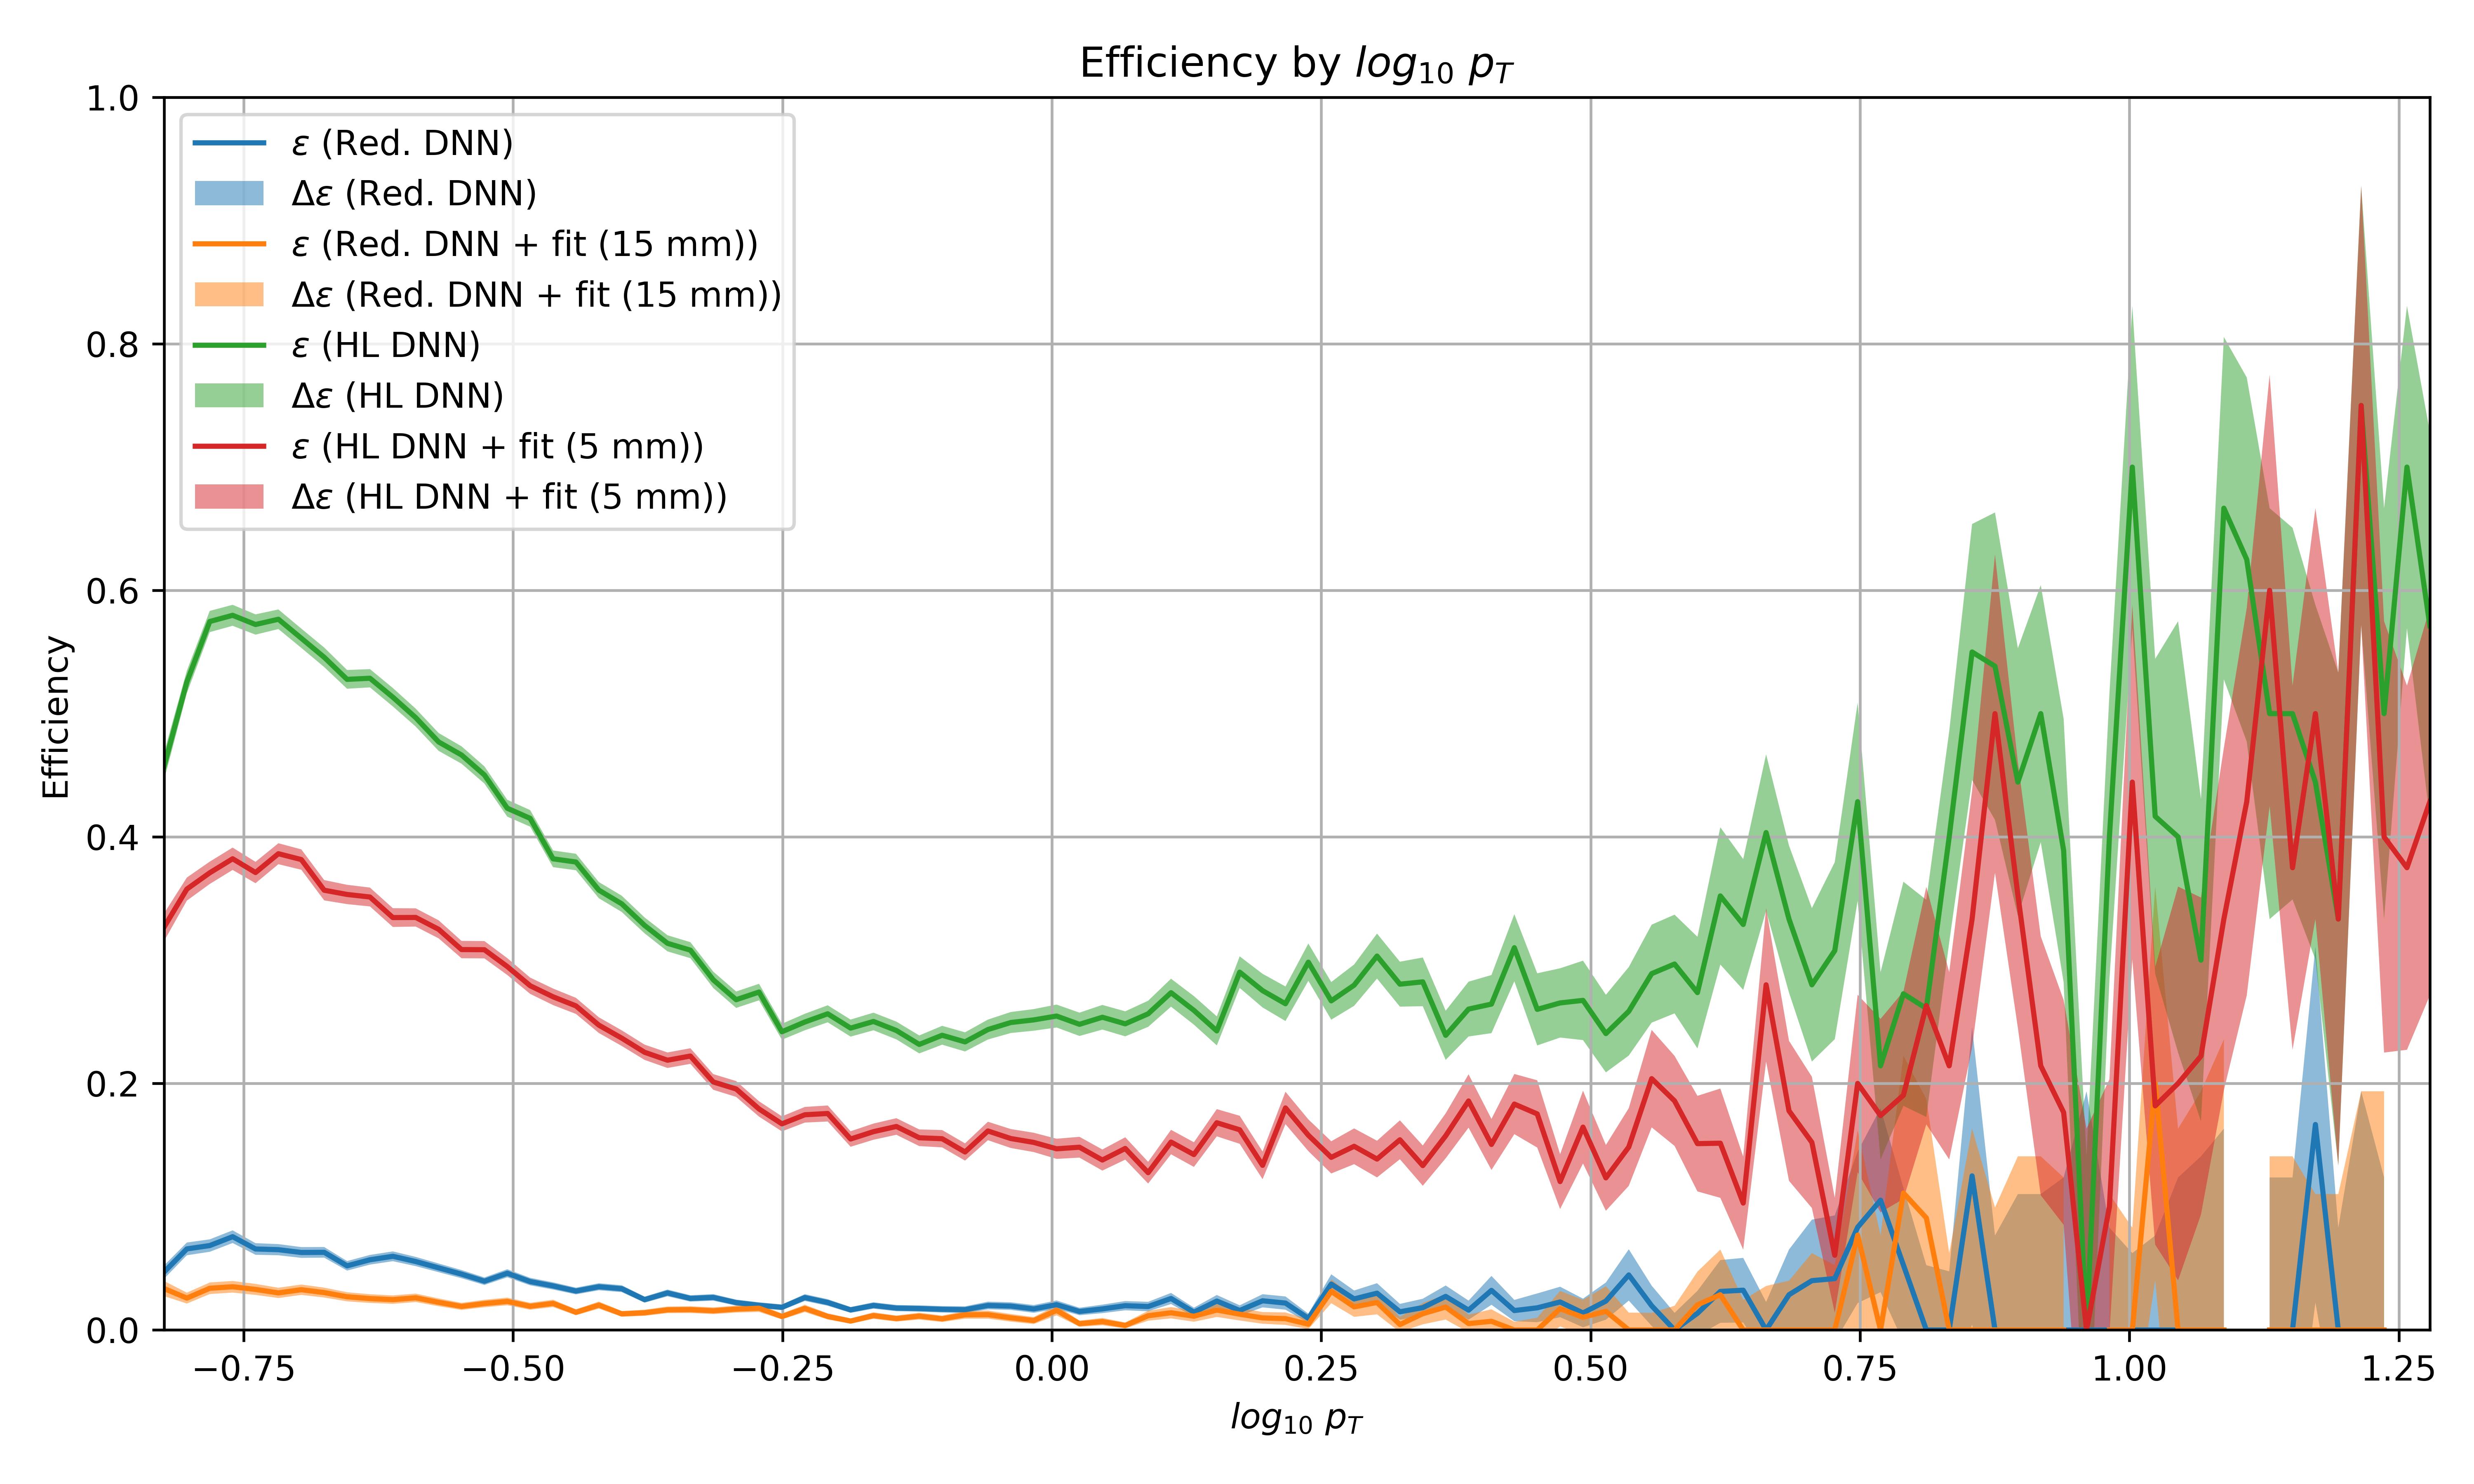 Efficiency by log₁₀ p_T
1.0
0.8
0.6
0.4
0.2
0.0
Efficiency
ε (Red. DNN)
Δε (Red. DNN)
ε (Red. DNN + fit (15 mm))
Δε (Red. DNN + fit (15 mm))
ε (HL DNN)
Δε (HL DNN)
ε (HL DNN + fit (5 mm))
Δε (HL DNN + fit (5 mm))
−0.75 −0.50 −0.25 0.00 0.25 0.50 0.75 1.00 1.25
log₁₀ p_T